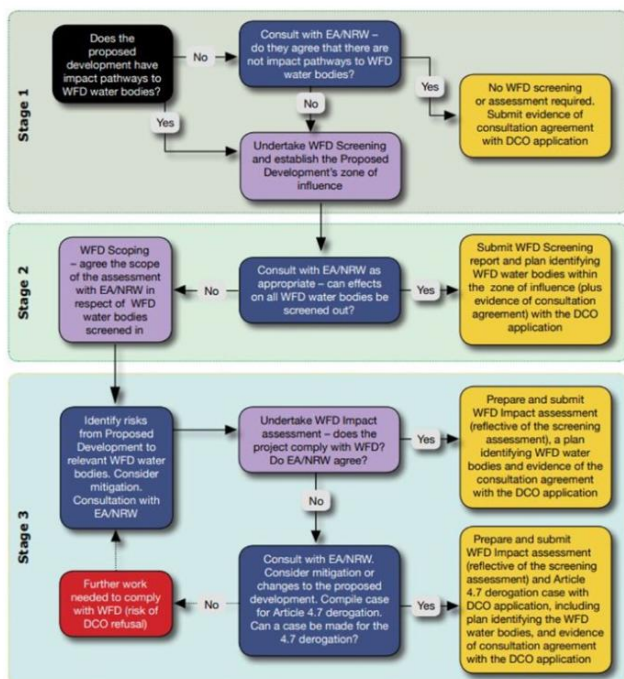 Stage 1
Does the
proposed
development have
impact pathways to
WFD water bodies?
No
Yes
Consult with EA/NRW –
do they agree that there are
not impact pathways to WFD
water bodies?
No
Yes
No WFD screening
or assessment required.
Submit evidence of
consultation agreement
with DCO application
Undertake WFD Screening
and establish the Proposed
Development's zone of
influence
Stage 2
WFD Scoping
– agree the scope
of the assessment
with EA/NRW in
respect of WFD
water bodies
screened in
No
Consult with EA/NRW as
appropriate – can effects
on all WFD water bodies be
screened out?
Yes
Submit WFD Screening
report and plan identifying
WFD water bodies within
the zone of influence (plus
evidence of consultation
agreement) with the DCO
application
Stage 3
Identify risks
from Proposed
Development to
relevant WFD water
bodies. Consider
mitigation.
Consultation with
EA/NRW
Undertake WFD Impact
assessment – does the
project comply with WFD?
Do EA/NRW agree?
Yes
No
Prepare and submit
WFD Impact assessment
(reflective of the screening
assessment), a plan
identifying WFD water
bodies and evidence of the
consultation agreement
with the DCO application
Further work
needed to comply
with WFD (risk of
DCO refusal)
No
Consult with EA/NRW.
Consider mitigation or
changes to the proposed
development. Compile
case for Article 4.7 derogation.
Can a case be made for the
4.7 derogation?
Yes
Prepare and submit
WFD Impact assessment
(reflective of the screening
assessment) and Article
4.7 derogation case with
DCO application, including
plan identifying the WFD
water bodies, and evidence
of consultation agreement
with the DCO application